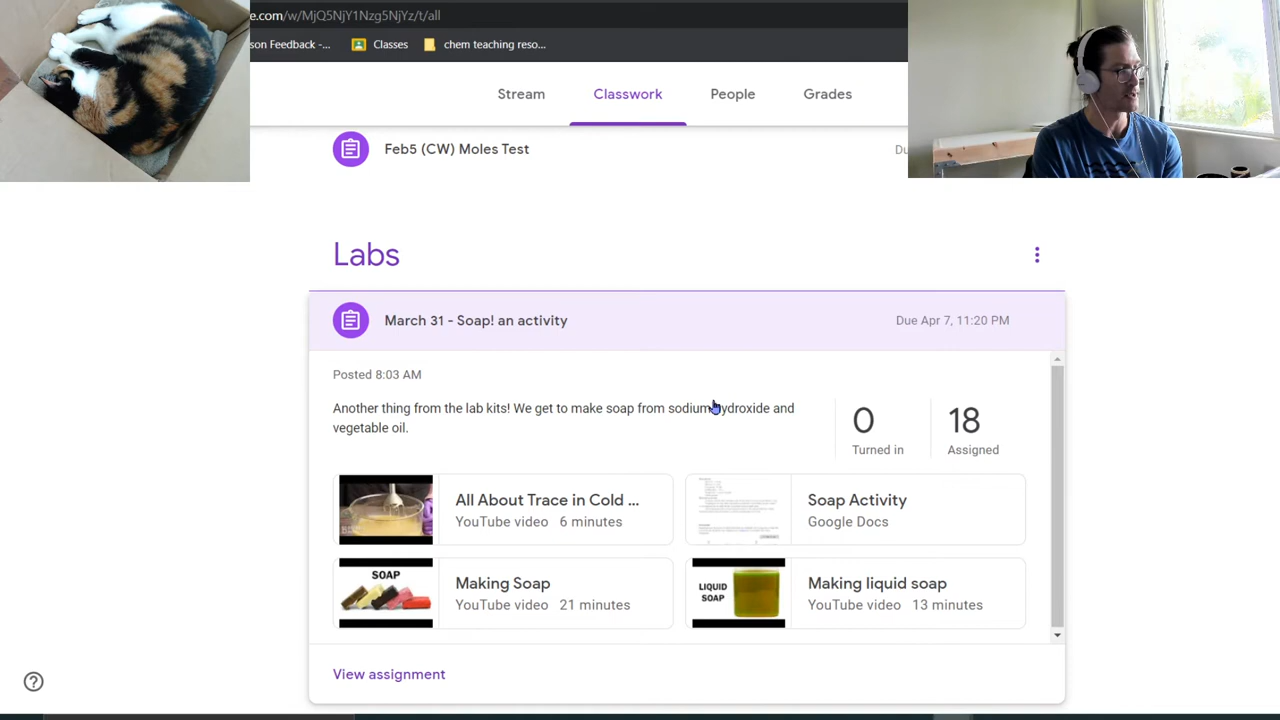 e.com/w/MjQ5NjY1Nzg5NjYz/t/all
son Feedback -... Classes chem teaching reso...
Stream Classwork People Grades
Feb5 (CW) Moles Test Du
Labs
March 31 - Soap! an activity Due Apr 7, 11:20 PM
Posted 8:03 AM
Another thing from the lab kits! We get to make soap from sodium hydroxide and
vegetable oil.
0 18
Turned in Assigned
All About Trace in Cold ...
YouTube video 6 minutes
Soap Activity
Google Docs
SOAP
Making Soap
YouTube video 21 minutes
LIQUID
SOAP
Making liquid soap
YouTube video 13 minutes
View assignment